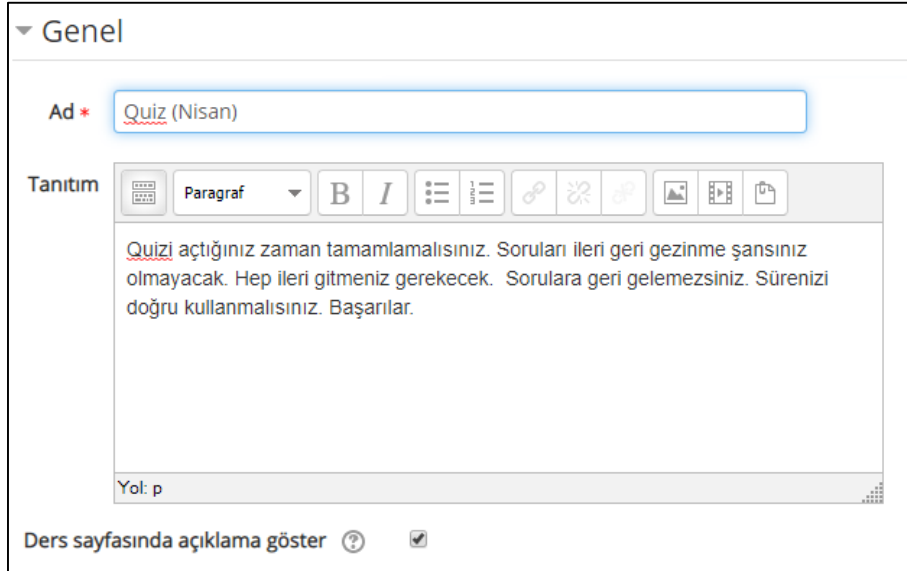 Genel
Ad *
Quiz (Nisan)
Tanıtım
Paragraf
B I
Quizi açtığınız zaman tamamlamalısınız. Soruları ileri geri gezinme şansınız
olmayacak. Hep ileri gitmeniz gerekecek.  Sorulara geri gelemezsiniz. Sürenizi
doğru kullanmalısınız. Başarılar.
Yol: p
Ders sayfasında açıklama göster ?